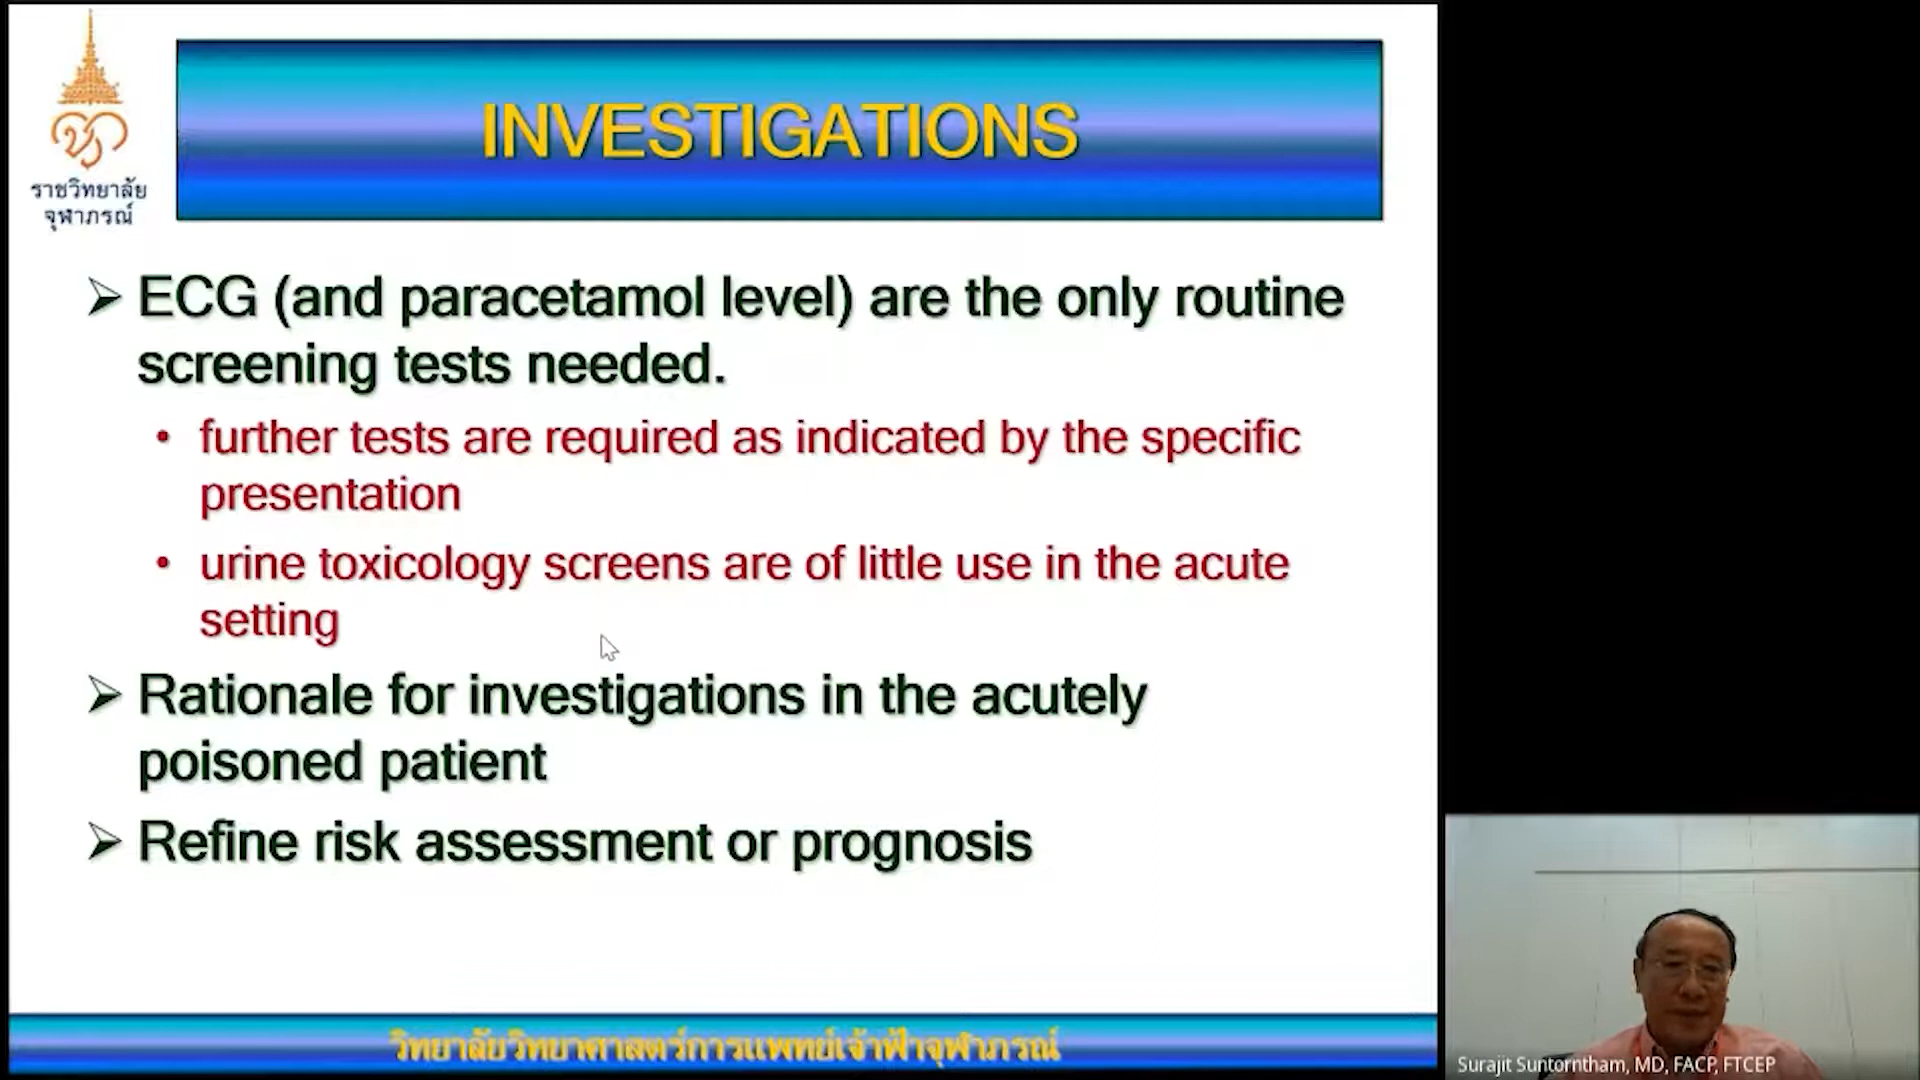 ราชวิทยาลัย
จุฬาภรณ์
INVESTIGATIONS
➢ ECG (and paracetamol level) are the only routine
screening tests needed.
• further tests are required as indicated by the specific
presentation
• urine toxicology screens are of little use in the acute
setting
➢ Rationale for investigations in the acutely
poisoned patient
➢ Refine risk assessment or prognosis
วิทยาลัยวิทยาศาสตร์การแพทย์เจ้าฟ้าจุฬาภรณ์
Surajit Suntorntham, MD, FACP, FTCEP